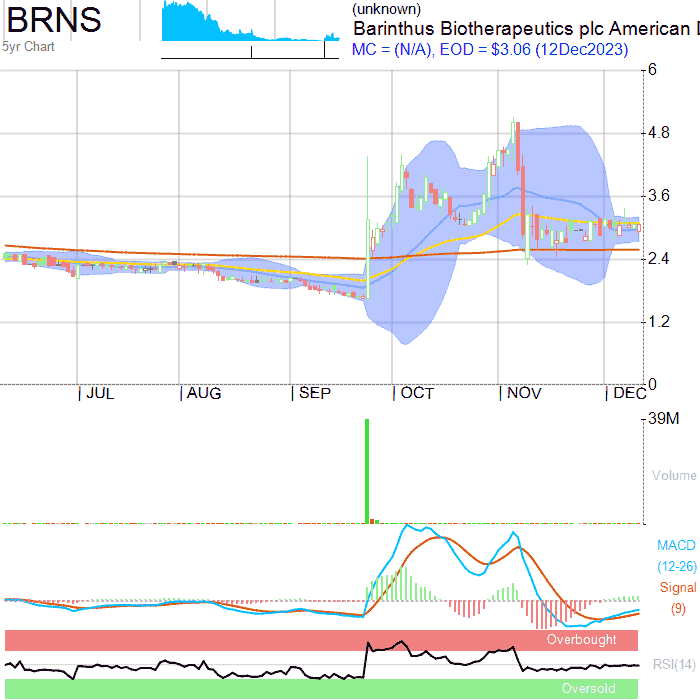 BRNS
(unknown)
Barinthus Biotherapeutics plc American
5yr Chart
MC = (N/A), EOD = $3.06 (12Dec2023)
6
4.8
3.6
2.4
1.2
0
JUL AUG SEP OCT NOV DEC
39M
Volume
MACD
(12-26)
Signal
(9)
Overbought
RSI(14)
Oversold